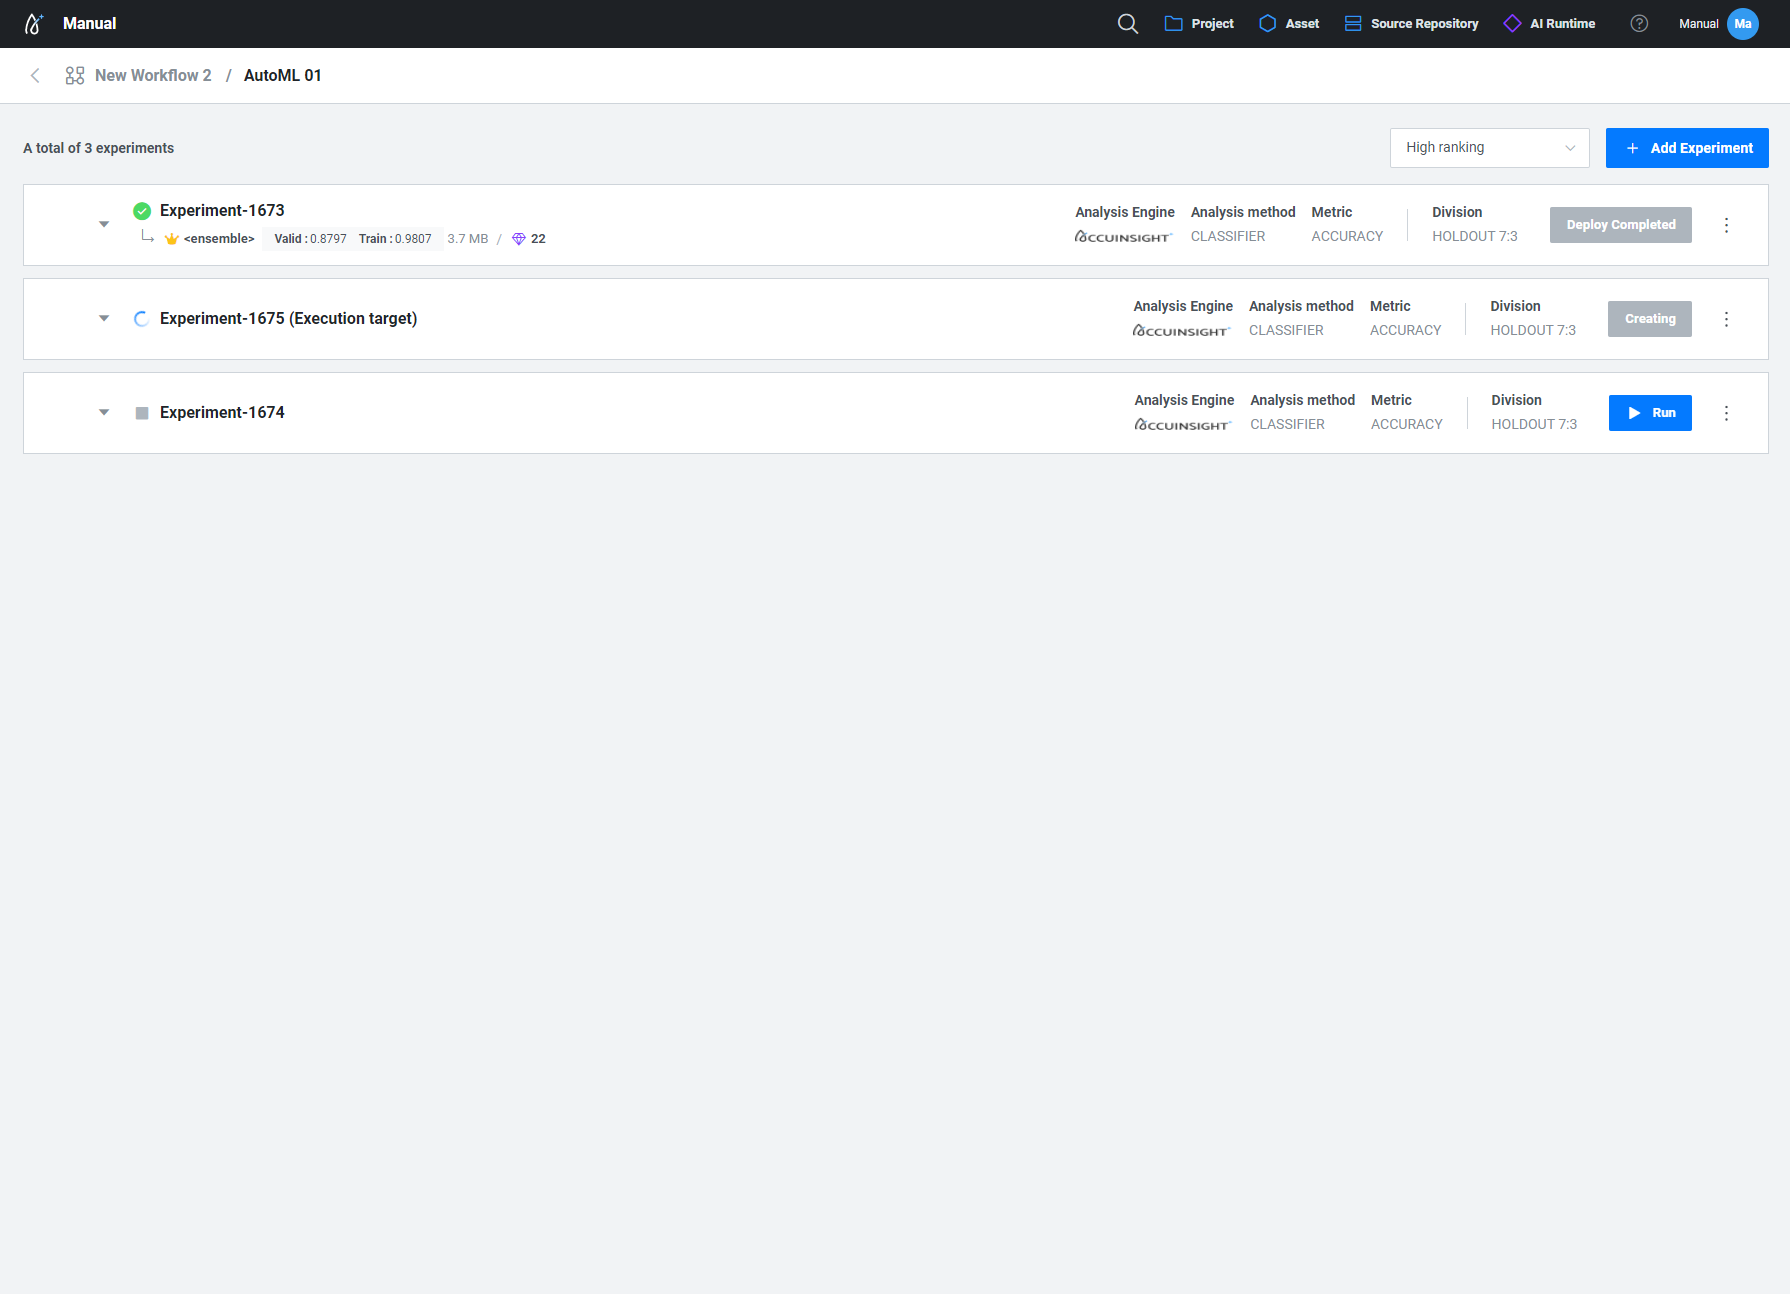 Manual
Project
Asset
Source Repository
AI Runtime
?
Manual
Ma
New Workflow 2 / AutoML 01
A total of 3 experiments
High ranking
+ Add Experiment
Experiment-1673
<ensemble> Valid : 0.8797 Train : 0.9807 3.7 MB / 22
Analysis Engine Analysis method Metric Division
ACCUINSIGHT+ CLASSIFIER ACCURACY HOLDOUT 7:3
Deploy Completed
Experiment-1675 (Execution target)
Analysis Engine Analysis method Metric Division
ACCUINSIGHT+ CLASSIFIER ACCURACY HOLDOUT 7:3
Creating
Experiment-1674
Analysis Engine Analysis method Metric Division
ACCUINSIGHT+ CLASSIFIER ACCURACY HOLDOUT 7:3
Run